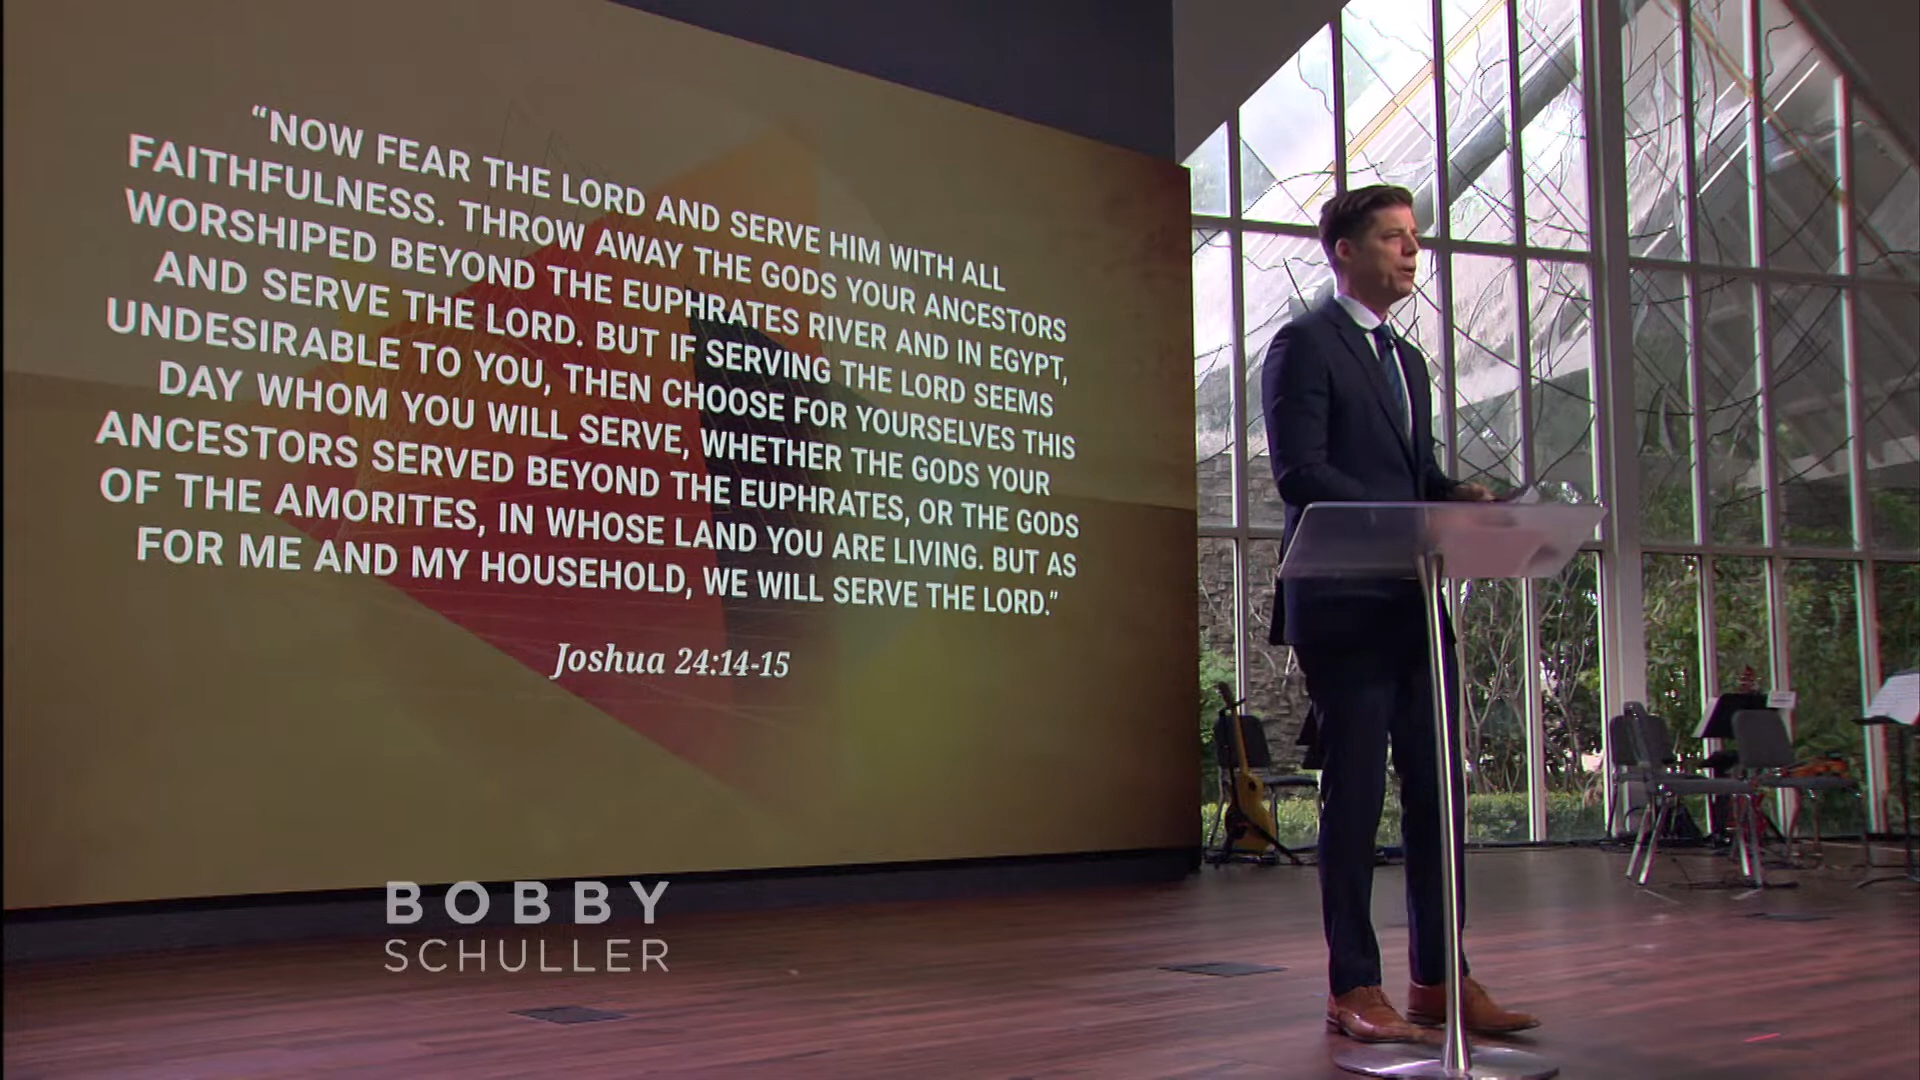 “NOW FEAR THE LORD AND SERVE HIM WITH ALL
FAITHFULNESS. THROW AWAY THE GODS YOUR ANCESTORS
WORSHIPED BEYOND THE EUPHRATES RIVER AND IN EGYPT,
AND SERVE THE LORD. BUT IF SERVING THE LORD SEEMS
UNDESIRABLE TO YOU, THEN CHOOSE FOR YOURSELVES THIS
DAY WHOM YOU WILL SERVE, WHETHER THE GODS YOUR
ANCESTORS SERVED BEYOND THE EUPHRATES, OR THE GODS
OF THE AMORITES, IN WHOSE LAND YOU ARE LIVING. BUT AS
FOR ME AND MY HOUSEHOLD, WE WILL SERVE THE LORD.”
Joshua 24:14-15
BOBBY
SCHULLER